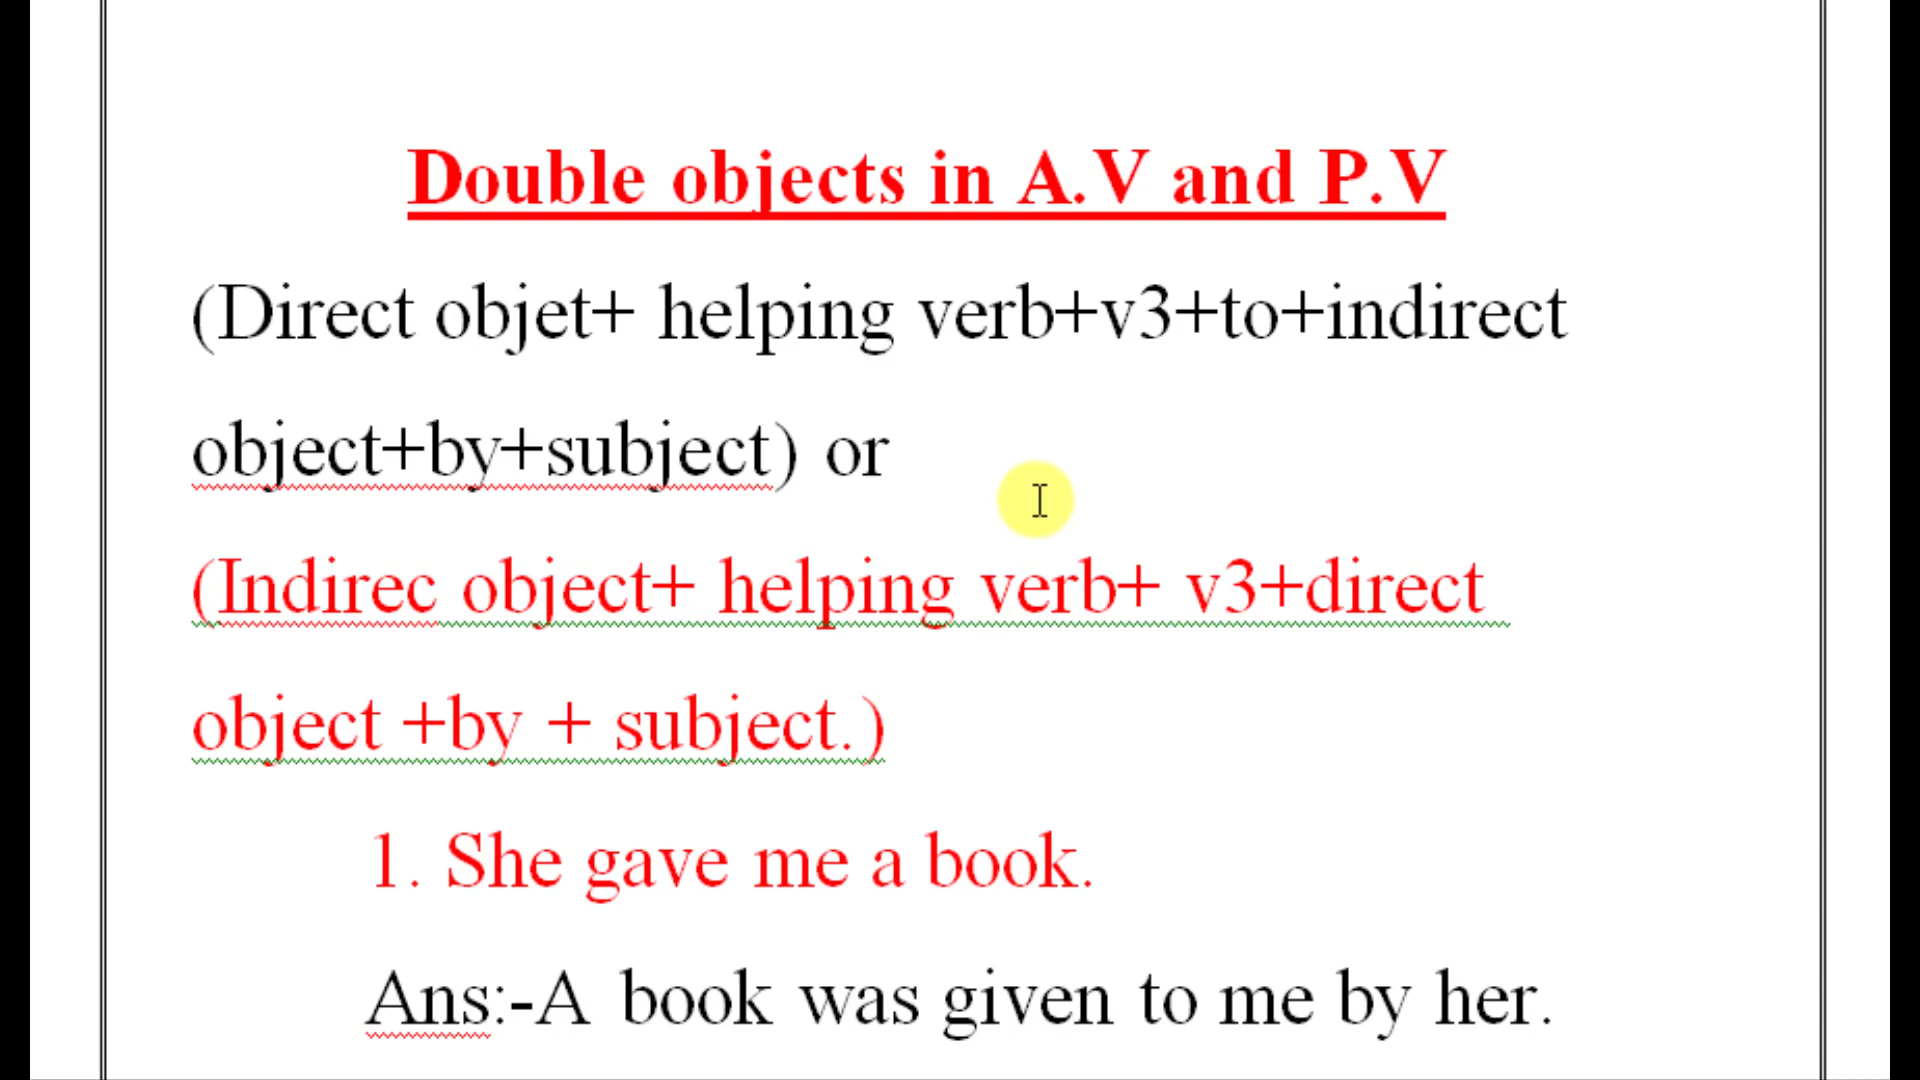 Double objects in A.V and P.V
(Direct objet+ helping verb+v3+to+indirect
object+by+subject) or
(Indirec object+ helping verb+ v3+direct
object +by + subject.)
1. She gave me a book.
Ans:-A book was given to me by her.